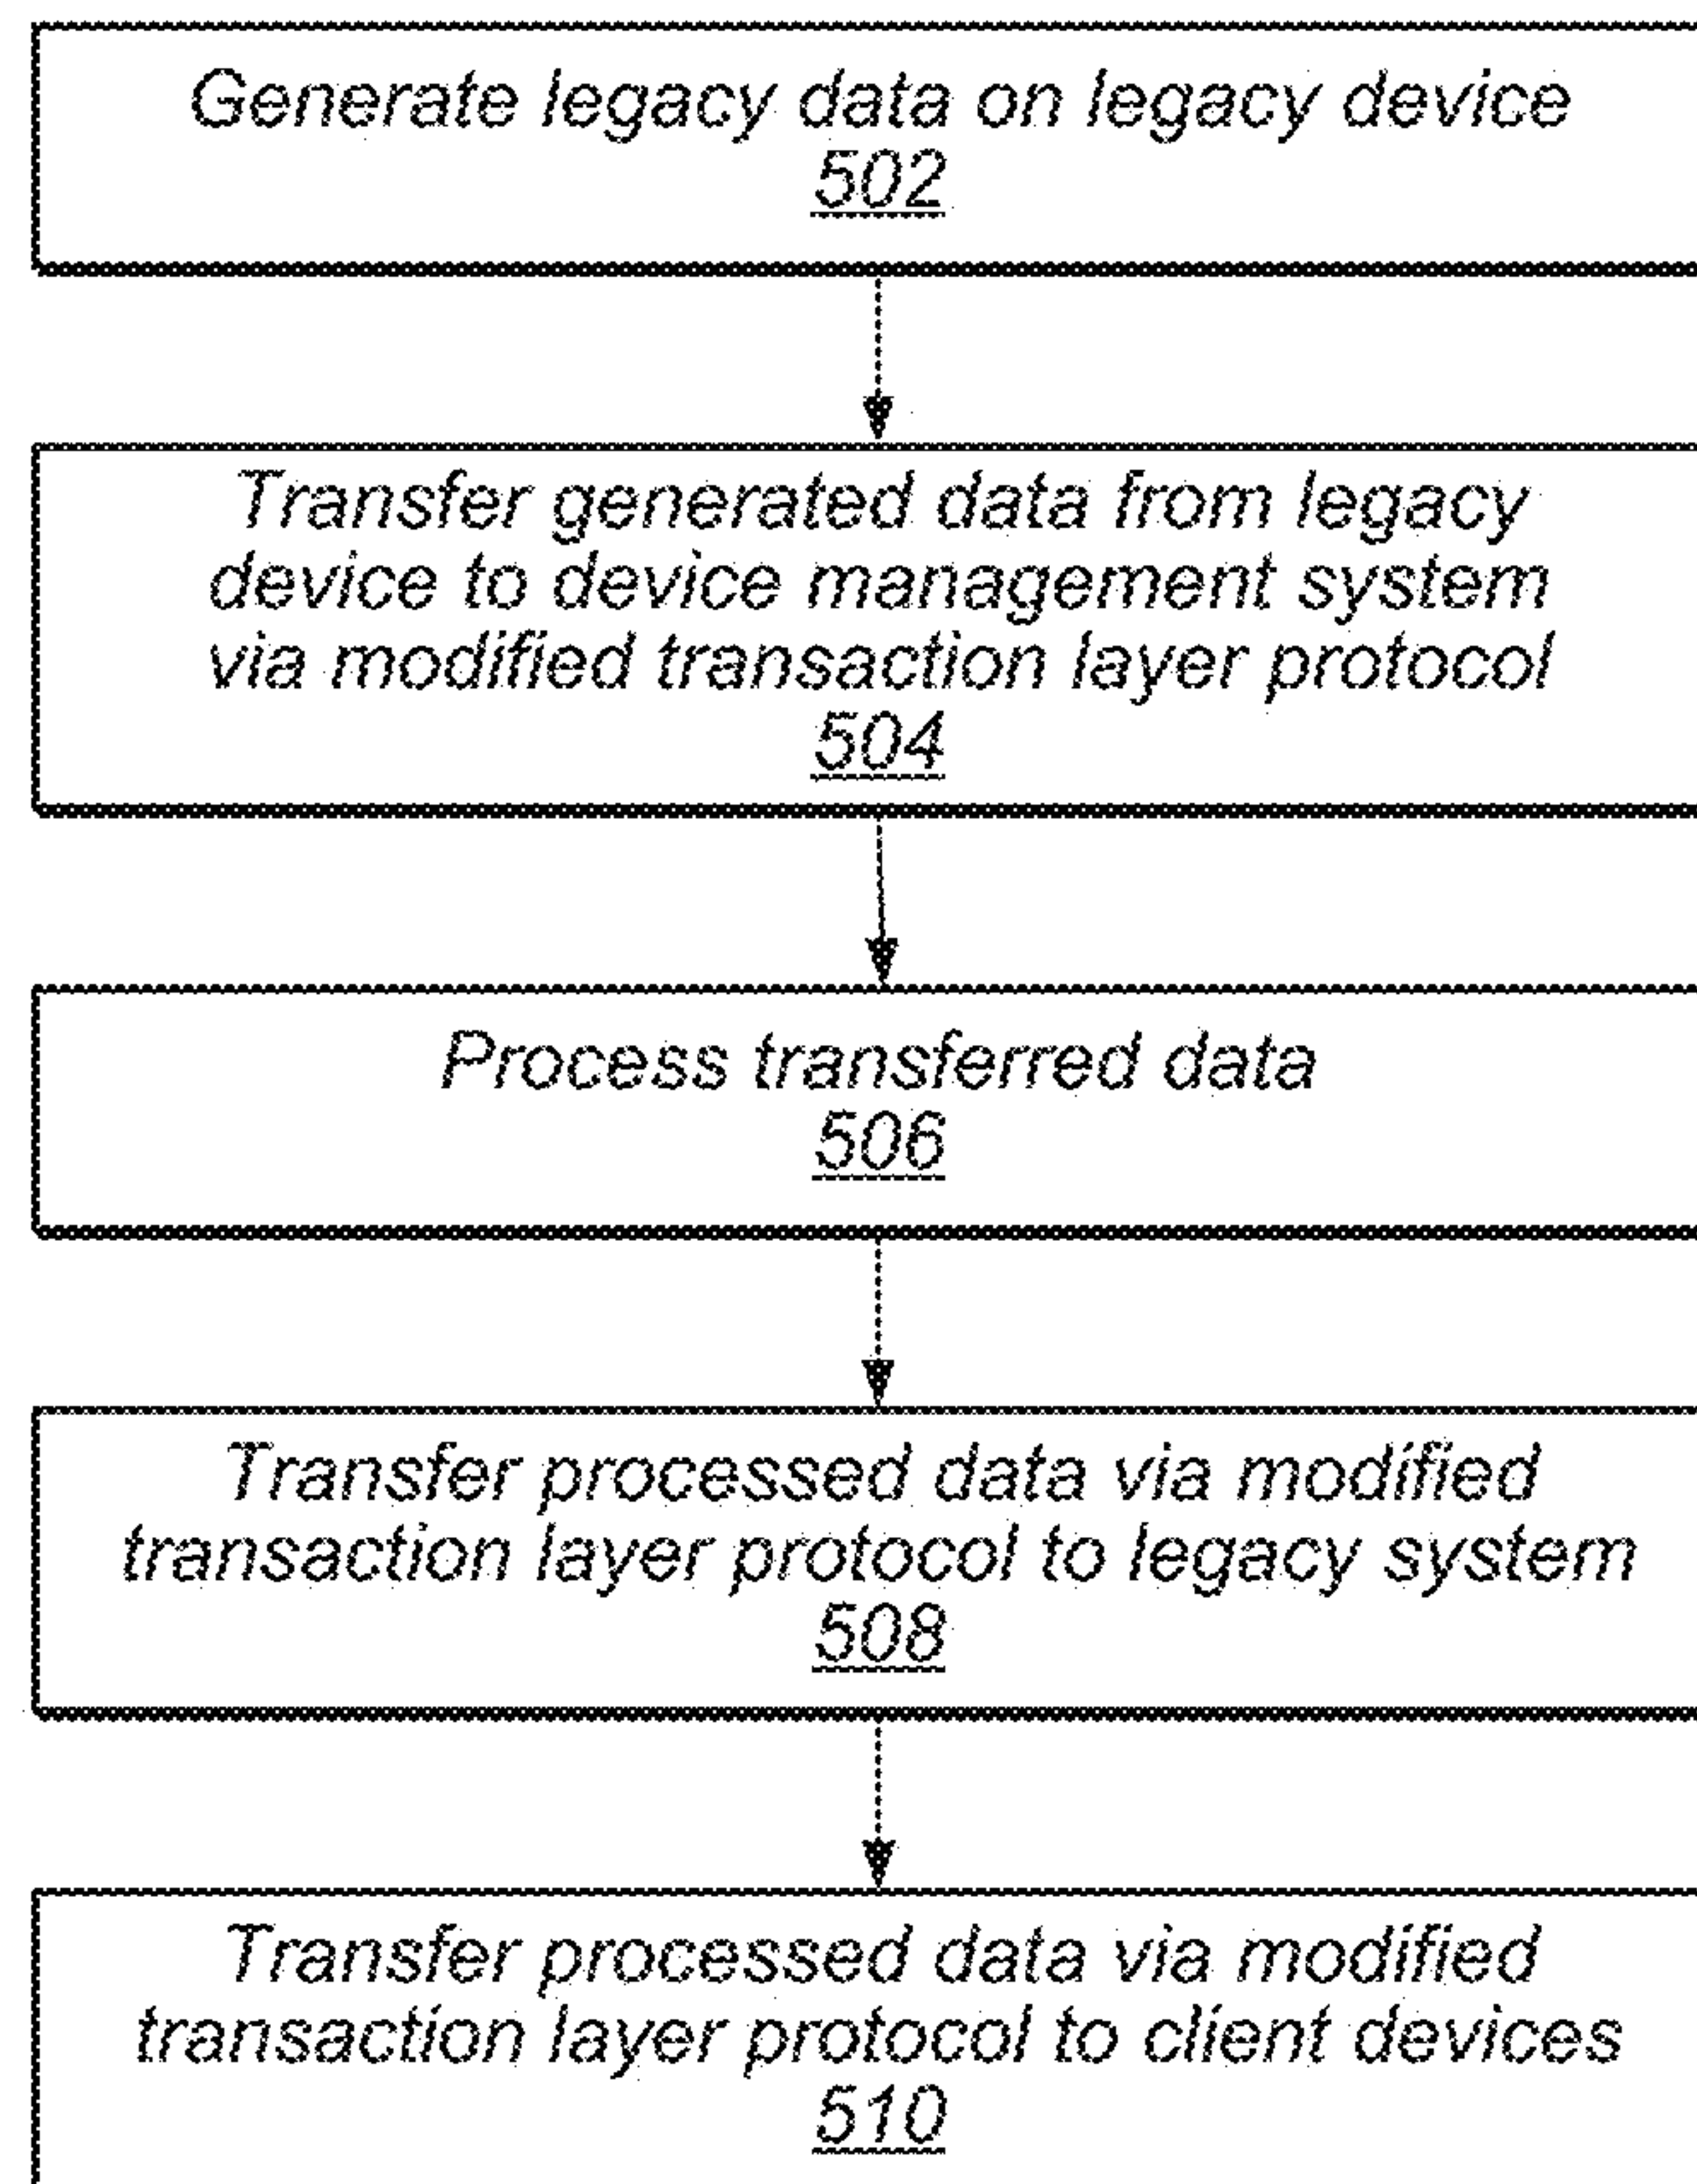 Generate legacy data on legacy device
502
Transfer generated data from legacy
device to device management system
via modified transaction layer protocol
504
Process transferred data
506
Transfer processed data via modified
transaction layer protocol to legacy system
508
Transfer processed data via modified
transaction layer protocol to client devices
510